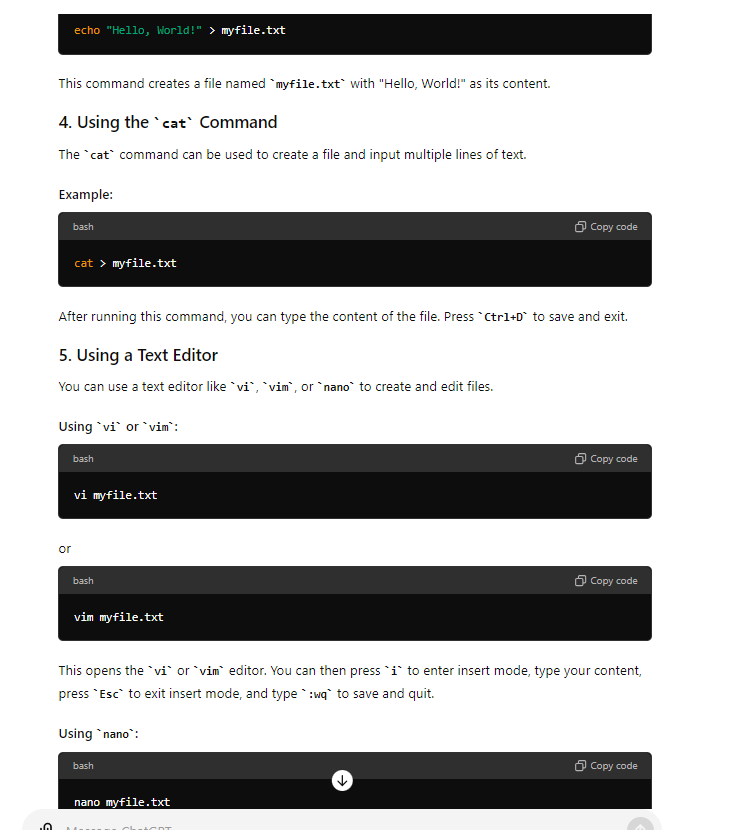 echo "Hello, World!" > myfile.txt
This command creates a file named `myfile.txt` with "Hello, World!" as its content.
4. Using the `cat` Command
The `cat` command can be used to create a file and input multiple lines of text.
Example:
bash Copy code
cat > myfile.txt
After running this command, you can type the content of the file. Press `Ctrl+D` to save and exit.
5. Using a Text Editor
You can use a text editor like `vi`, `vim`, or `nano` to create and edit files.
Using `vi` or `vim`:
bash Copy code
vi myfile.txt
or
bash Copy code
vim myfile.txt
This opens the `vi` or `vim` editor. You can then press `i` to enter insert mode, type your content,
press `Esc` to exit insert mode, and type `:wq` to save and quit.
Using `nano`:
bash Copy code
nano myfile.txt
Message ChatGPT